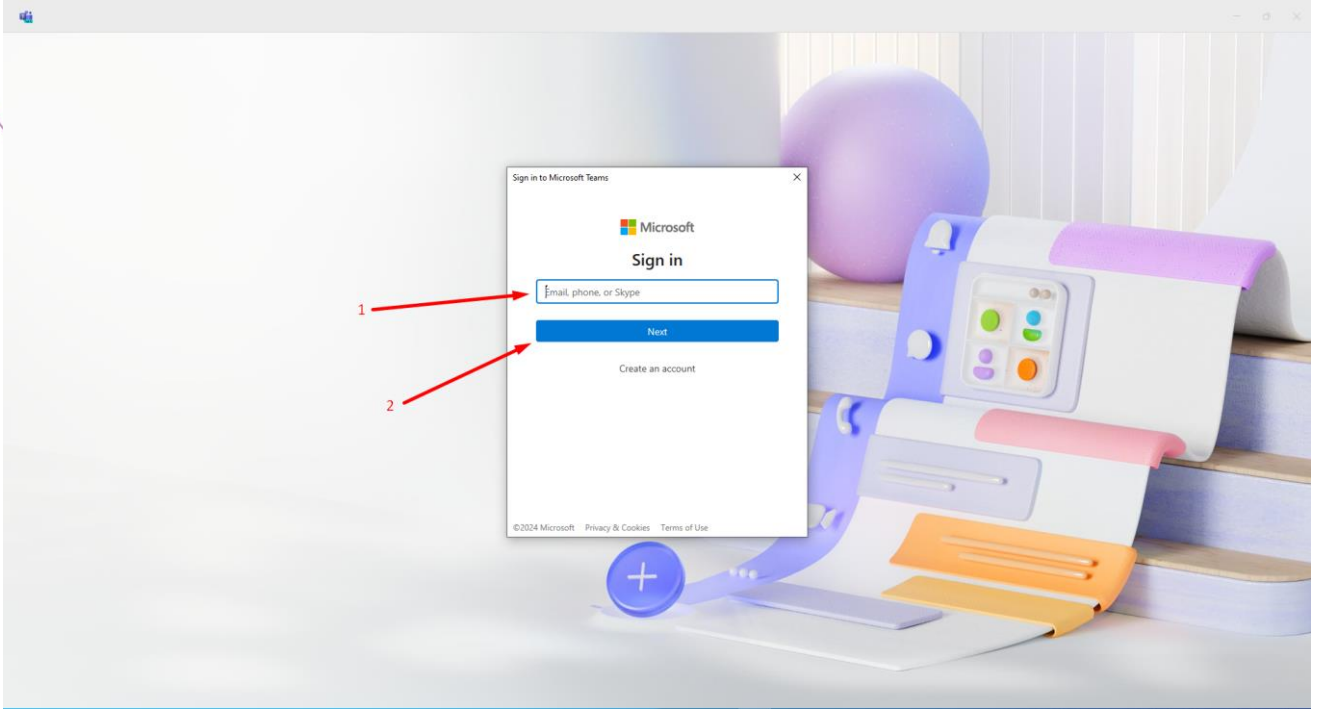 Sign in to Microsoft Teams
Microsoft
Sign in
1
Email, phone, or Skype
Next
2
Create an account
©2024 Microsoft Privacy & Cookies Terms of Use